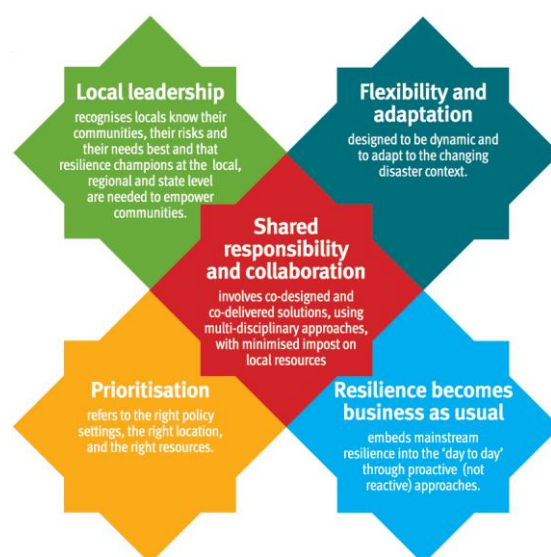 Local leadership
recognises locals know their
communities, their risks and
their needs best and that
resilience champions at the local,
regional and state level
are needed to empower
communities.
Flexibility and
adaptation
designed to be dynamic and
to adapt to the changing
disaster context.
Shared
responsibility
and collaboration
involves co-designed and
co-delivered solutions, using
multi-disciplinary approaches,
with minimised impost on
local resources
Prioritisation
refers to the right policy
settings, the right location,
and the right resources.
Resilience becomes
business as usual
embeds mainstream
resilience into the ‘day to day’
through proactive (not
reactive) approaches.